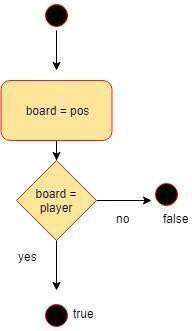 board = pos
board =
player
no
false
yes
true